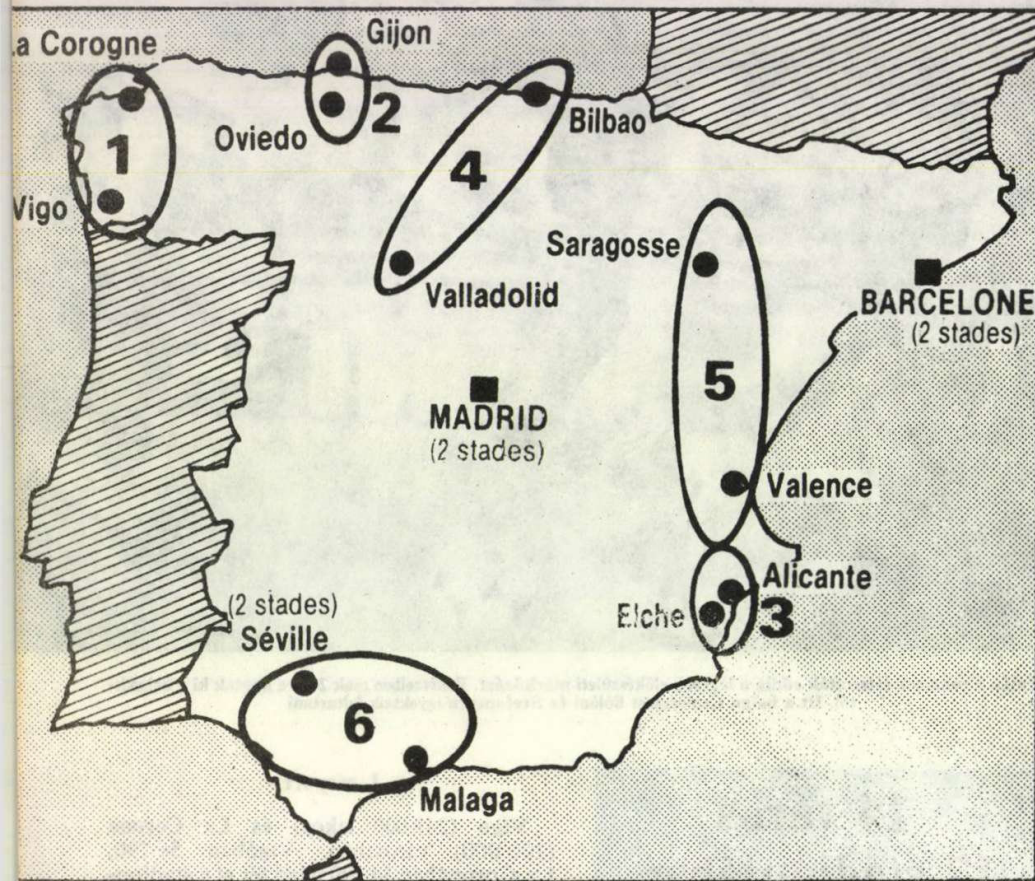 a Corogne
Gijon
1
2
Oviedo
Bilbao
4
Vigo
Saragosse
Valladolid
BARCELONE
(2 stades)
5
MADRID
(2 stades)
Valence
Alicante
Elche
3
(2 stades)
Séville
6
Malaga